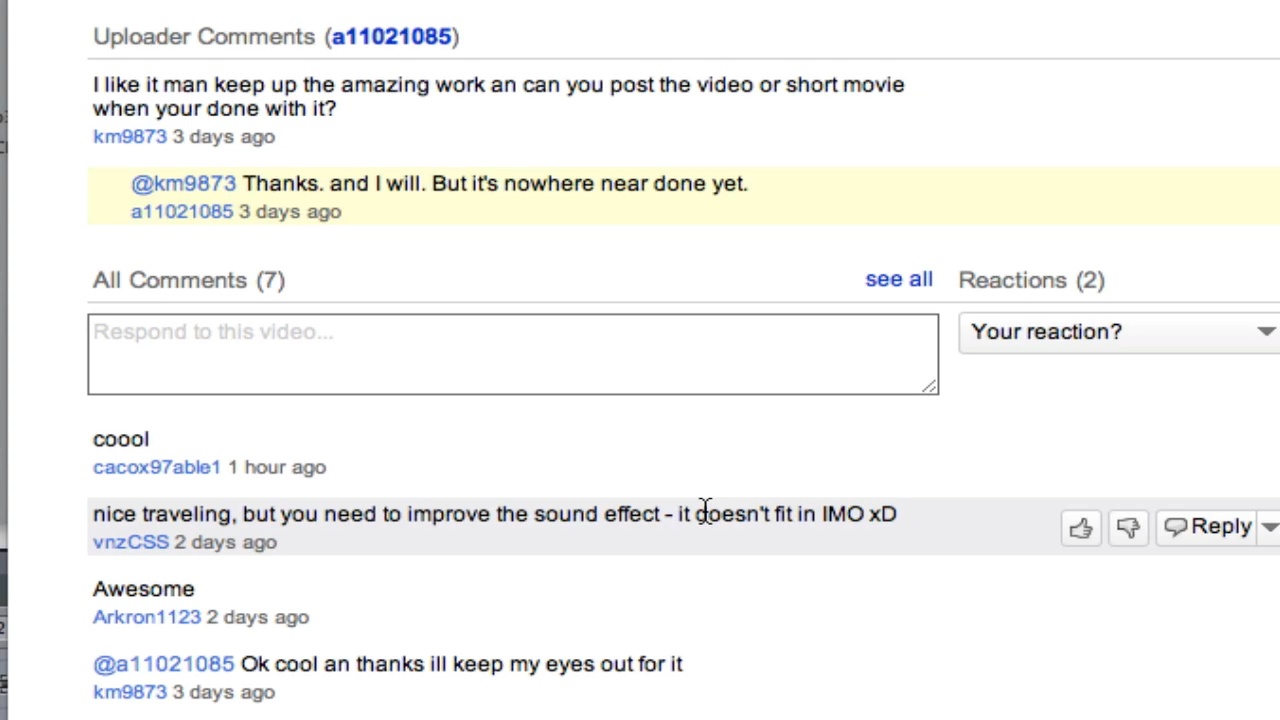 Uploader Comments (a11021085)
I like it man keep up the amazing work an can you post the video or short movie
when your done with it?
km9873 3 days ago
@km9873 Thanks. and I will. But it's nowhere near done yet.
a11021085 3 days ago
All Comments (7)
see all
Reactions (2)
Respond to this video...
Your reaction?
coool
cacox97able1 1 hour ago
nice traveling, but you need to improve the sound effect - it doesn't fit in IMO xD
vnzCSS 2 days ago
Reply
Awesome
Arkron1123 2 days ago
@a11021085 Ok cool an thanks ill keep my eyes out for it
km9873 3 days ago